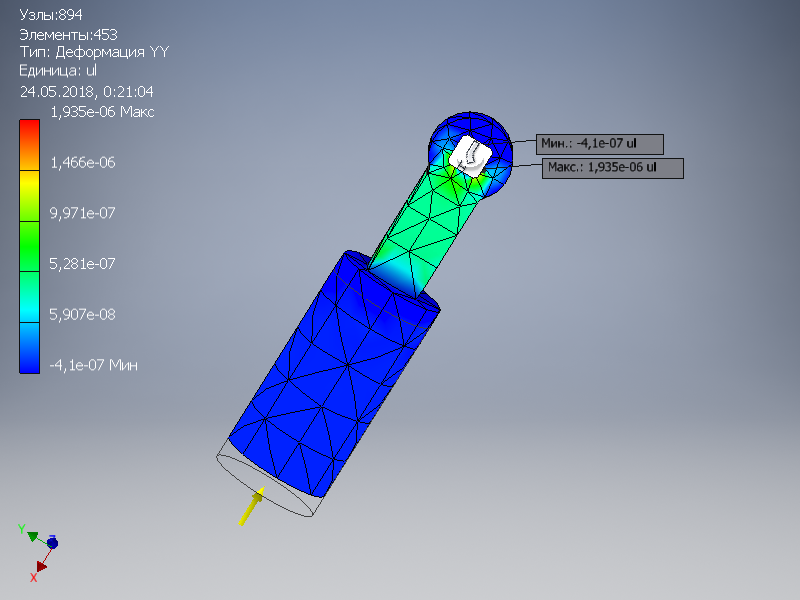 Узлы:894
Элементы:453
Тип: Деформация YY
Единица: ul
24.05.2018, 0:21:04
1,935e-06 Макс
1,466e-06
9,971e-07
5,281e-07
5,907e-08
-4,1e-07 Мин
Мин.: -4,1e-07 ul
Макс.: 1,935e-06 ul
Y
Z
X